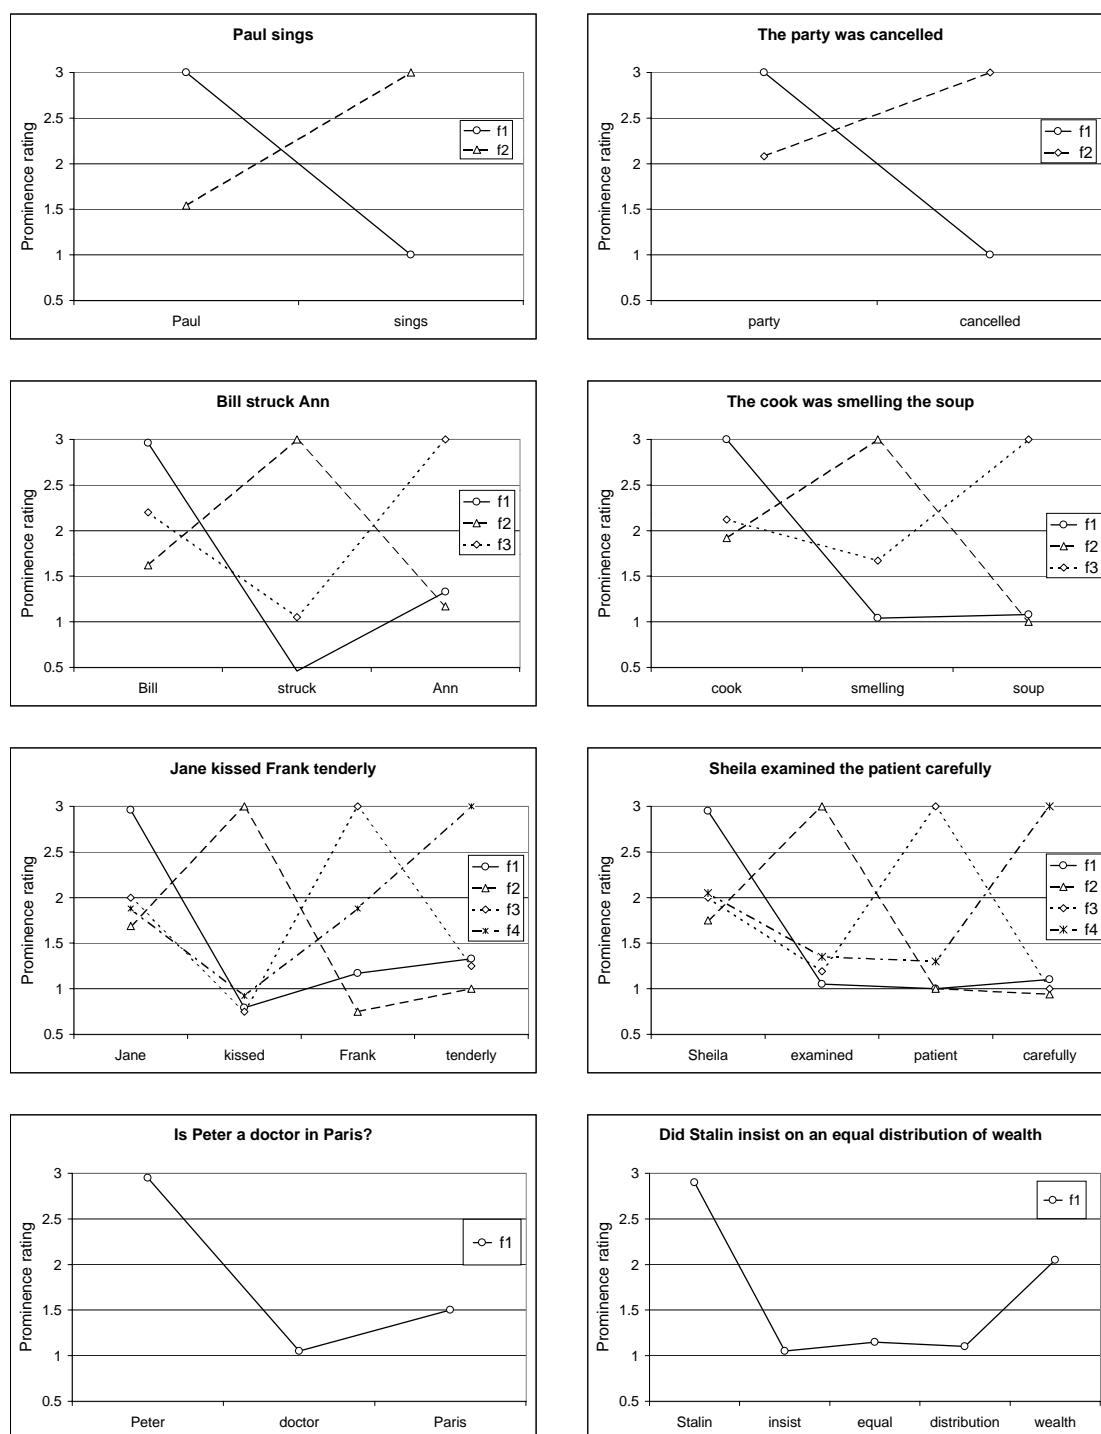 Paul sings
Prominence rating
3
2.5
2
1.5
1
0.5
f1
f2
Paul sings
The party was cancelled
Prominence rating
3
2.5
2
1.5
1
0.5
f1
f2
party cancelled
Bill struck Ann
Prominence rating
3
2.5
2
1.5
1
0.5
f1
f2
f3
Bill struck Ann
The cook was smelling the soup
Prominence rating
3
2.5
2
1.5
1
0.5
f1
f2
f3
cook smelling soup
Jane kissed Frank tenderly
Prominence rating
3
2.5
2
1.5
1
0.5
f1
f2
f3
f4
Jane kissed Frank tenderly
Sheila examined the patient carefully
Prominence rating
3
2.5
2
1.5
1
0.5
f1
f2
f3
f4
Sheila examined patient carefully
Is Peter a doctor in Paris?
Prominence rating
3
2.5
2
1.5
1
0.5
f1
Peter doctor Paris
Did Stalin insist on an equal distribution of wealth
Prominence rating
3
2.5
2
1.5
1
0.5
f1
Stalin insist equal distribution wealth